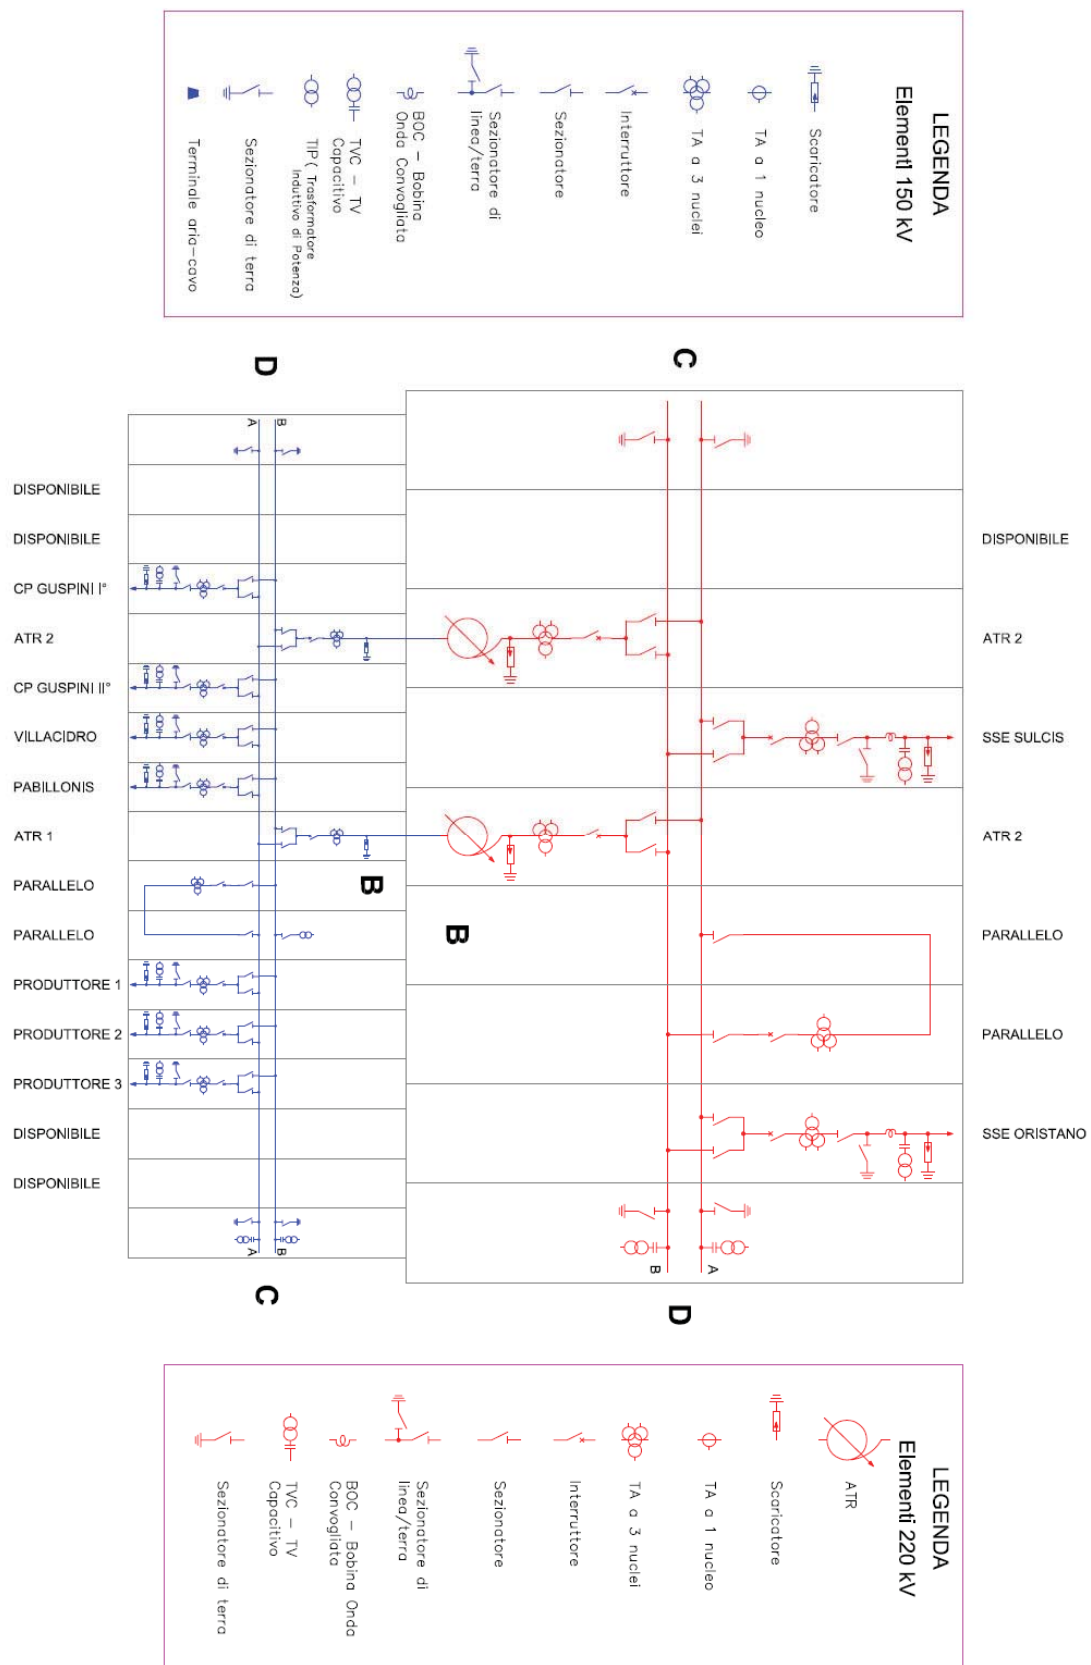 LEGENDA
Elementi 150 kV
Scaricatore
TA a 1 nucleo
TA a 3 nuclei
Interruttore
Sezionatore
Sezionatore di
linea/terra
BOC – Bobina
Onda Convogliata
TVC – TV
Capacitivo
TIP ( Trasformatore
Induttivo di Potenza)
Sezionatore di terra
Terminale aria–cavo
D
C
A
B
DISPONIBILE
DISPONIBILE
CP GUSPINI I°
ATR 2
CP GUSPINI II°
VILLACIDRO
PABILLONIS
ATR 1
PARALLELO
PARALLELO
PRODUTTORE 1
PRODUTTORE 2
PRODUTTORE 3
DISPONIBILE
DISPONIBILE
A
B
B
B
DISPONIBILE
ATR 2
SSE SULCIS
ATR 2
PARALLELO
PARALLELO
SSE ORISTANO
B
A
C
D
LEGENDA
Elementi 220 kV
ATR
Scaricatore
TA a 1 nucleo
TA a 3 nuclei
Interruttore
Sezionatore
Sezionatore di
linea/terra
BOC – Bobina Onda
Convogliata
TVC – TV
Capacitivo
Sezionatore di terra